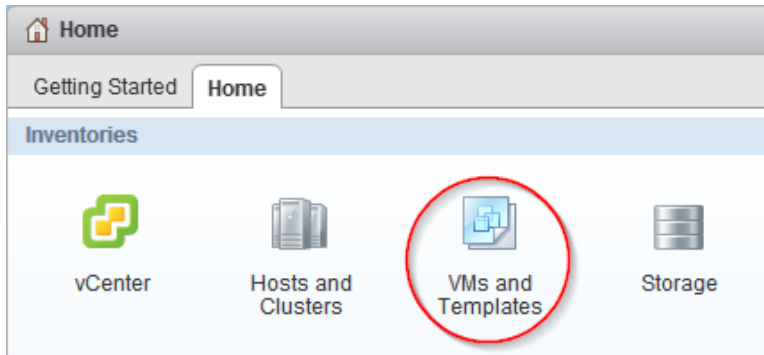 Home
Getting Started
Home
Inventories
vCenter
Hosts and
Clusters
VMs and
Templates
Storage